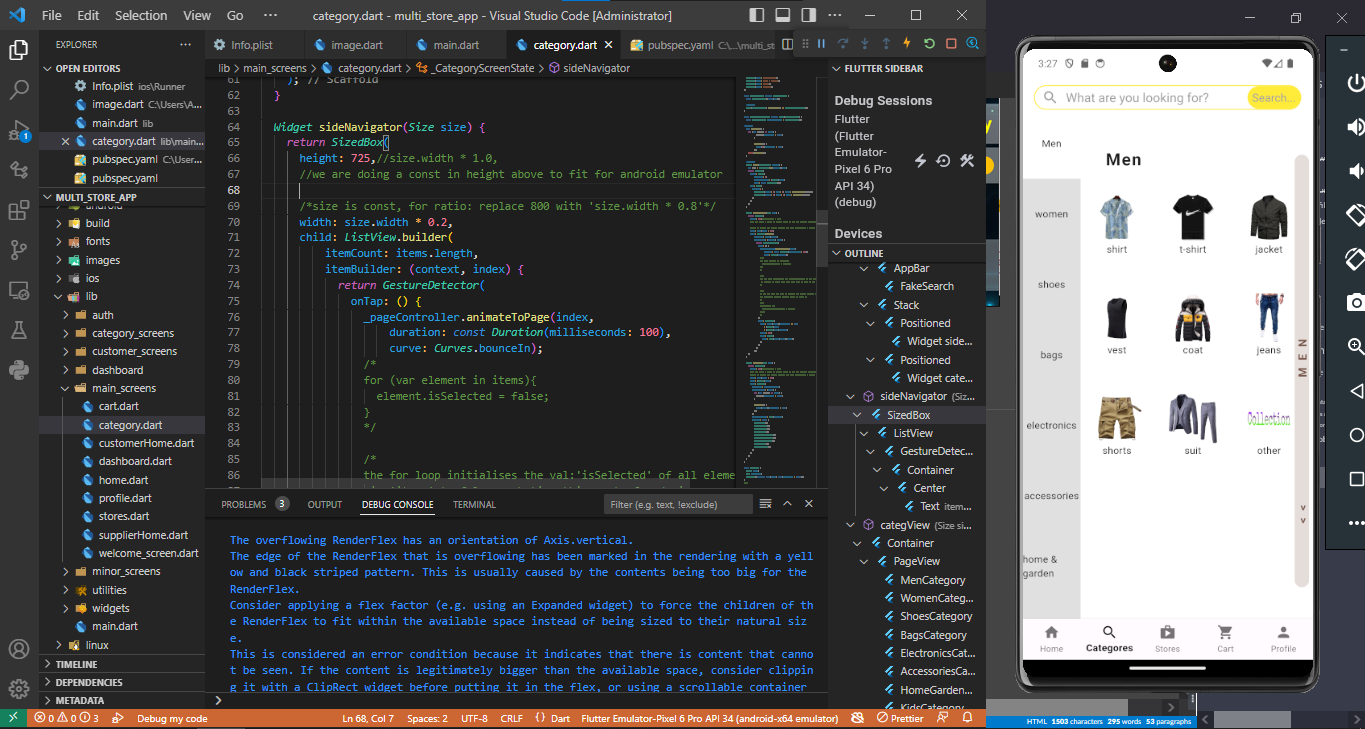 File Edit Selection View Go ··· category.dart - multi_store_app - Visual Studio Code [Administrator]
EXPLORER ···
OPEN EDITORS
Info.plist ios\Runner
image.dart C:\Users\A...
main.dart lib
category.dart lib\main...
pubspec.yaml C:\User...
pubspec.yaml
MULTI_STORE_APP
android
build
fonts
images
ios
lib
auth
category_screens
customer_screens
dashboard
main_screens
cart.dart
category.dart
customerHome.dart
dashboard.dart
home.dart
profile.dart
stores.dart
supplierHome.dart
welcome_screen.dart
minor_screens
utilities
widgets
main.dart
linux
TIMELINE
DEPENDENCIES
METADATA
1
Info.plist image.dart main.dart category.dart pubspec.yaml C:\...\multi_st
lib > main_screens > category.dart > _CategoryScreenState > sideNavigator
61 ); // Scaffold
62 }
63
64 Widget sideNavigator(Size size) {
65 return SizedBox(
66 height: 725,//size.width * 1.0,
67 //we are doing a const in height above to fit for android emulator
68
69 /*size is const, for ratio: replace 800 with 'size.width * 0.8'*/
70 width: size.width * 0.2,
71 child: ListView.builder(
72 itemCount: items.length,
73 itemBuilder: (context, index) {
74 return GestureDetector(
75 onTap: () {
76 _pageController.animateToPage(index,
77 duration: const Duration(milliseconds: 100),
78 curve: Curves.bounceIn);
79 /*
80 for (var element in items){
81 element.isSelected = false;
82 }
83 */
84
85 /*
86 the for loop initialises the val:'isSelected' of all eleme
PROBLEMS 3 OUTPUT DEBUG CONSOLE TERMINAL Filter (e.g. text, !exclude)
The overflowing RenderFlex has an orientation of Axis.vertical.
The edge of the RenderFlex that is overflowing has been marked in the rendering with a yell
ow and black striped pattern. This is usually caused by the contents being too big for the
RenderFlex.
Consider applying a flex factor (e.g. using an Expanded widget) to force the children of th
e RenderFlex to fit within the available space instead of being sized to their natural siz
e.
This is considered an error condition because it indicates that there is content that canno
t be seen. If the content is legitimately bigger than the available space, consider clippin
g it with a ClipRect widget before putting it in the flex, or using a scrollable container
FLUTTER SIDEBAR
Debug Sessions
Flutter
(Flutter
Emulator-
Pixel 6 Pro
API 34)
(debug)
Devices
OUTLINE
AppBar
FakeSearch
Stack
Positioned
Widget side...
Positioned
Widget cate...
sideNavigator (Siz...
SizedBox
ListView
GestureDetec...
Container
Center
Text item...
categView (Size si...
Container
PageView
MenCategory
WomenCateg...
ShoesCategory
BagsCategory
ElectronicsCat...
AccessoriesCa...
HomeGarden...
KidsCategory
0 0 3 Debug my code Ln 68, Col 7 Spaces: 2 UTF-8 CRLF {} Dart Flutter Emulator-Pixel 6 Pro API 34 (android-x64 emulator) Prettier
3:27
What are you looking for? Search...
Men
women
shoes
bags
electronics
accessories
home &
garden
Men
shirt t-shirt jacket
vest coat jeans
shorts suit Collection
other
MEN
Home Categores Stores Cart Profile
HTML 1503 characters 295 words 53 paragraphs